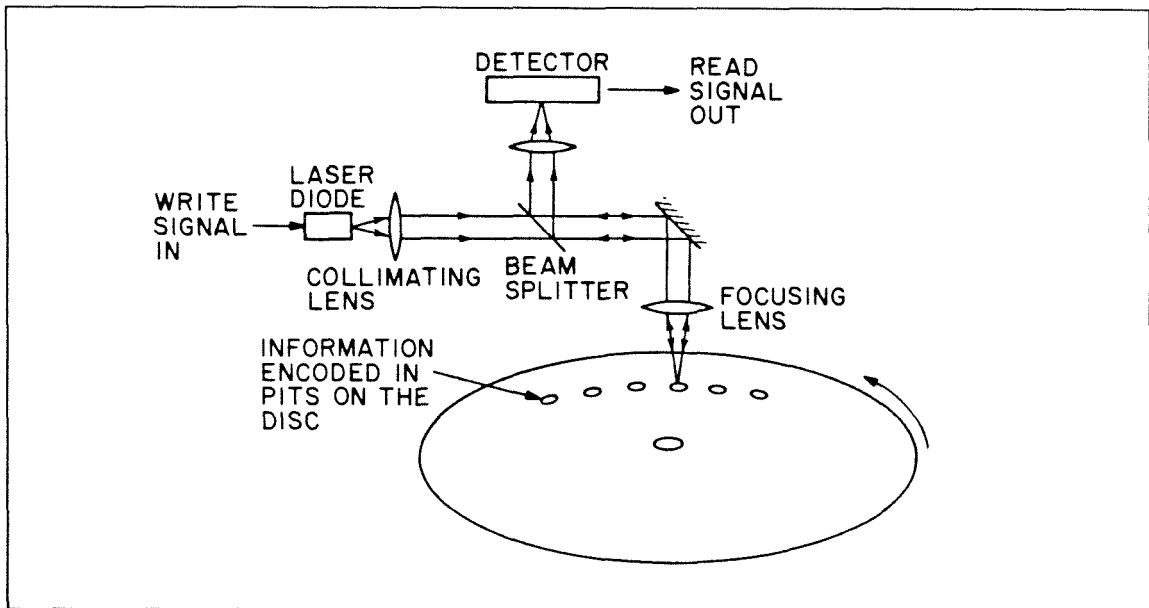 DETECTOR
READ
SIGNAL
OUT
LASER
DIODE
WRITE
SIGNAL
IN
COLLIMATING
LENS
BEAM
SPLITTER
FOCUSING
LENS
INFORMATION
ENCODED IN
PITS ON THE
DISC